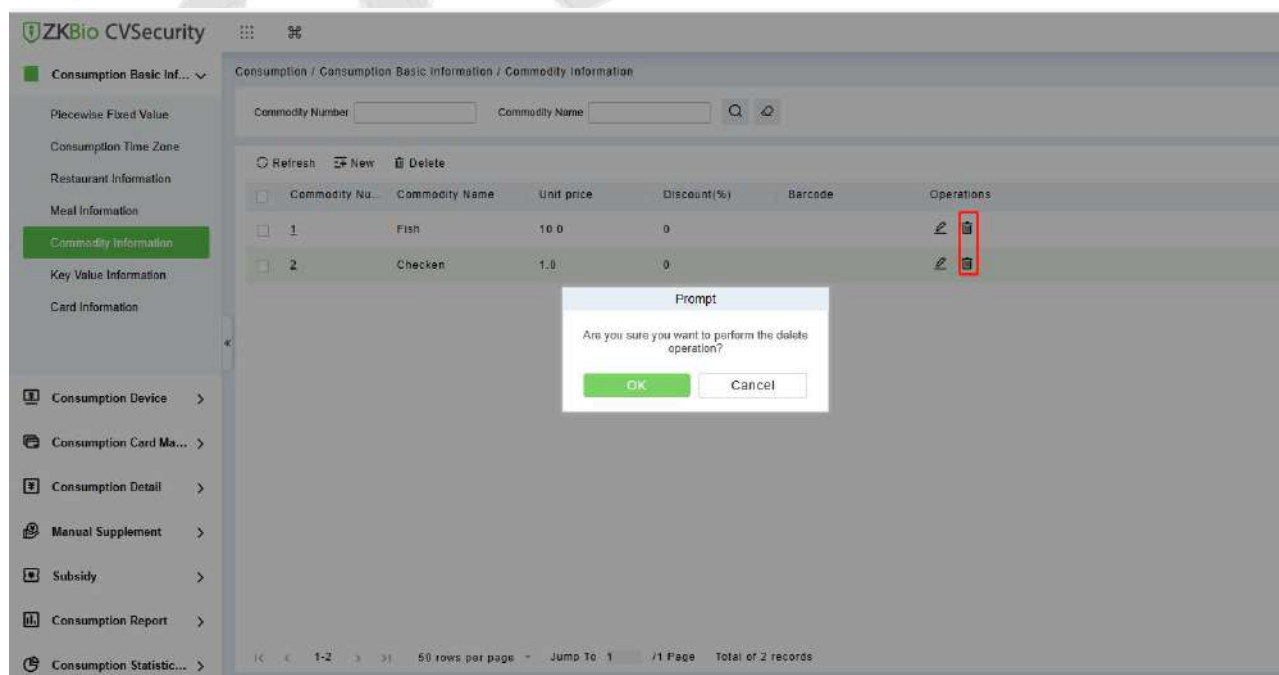 ZKBio CVSecurity
Consumption Basic Inf...
Piecewise Fixed Value
Consumption Time Zone
Restaurant Information
Meal Information
Commodity Information
Key Value Information
Card Information
Consumption Device
Consumption Card Ma...
Consumption Detail
Manual Supplement
Subsidy
Consumption Report
Consumption Statistic...
Consumption / Consumption Basic Information / Commodity Information
Commodity Number Commodity Name
Refresh New Delete
Commodity Nu... Commodity Name Unit price Discount(%) Barcode Operations
1 Fish 10.0 0
2 Checken 1.0 0
Prompt
Are you sure you want to perform the delete
operation?
OK Cancel
1-2 50 rows per page Jump To 1 /1 Page Total of 2 records